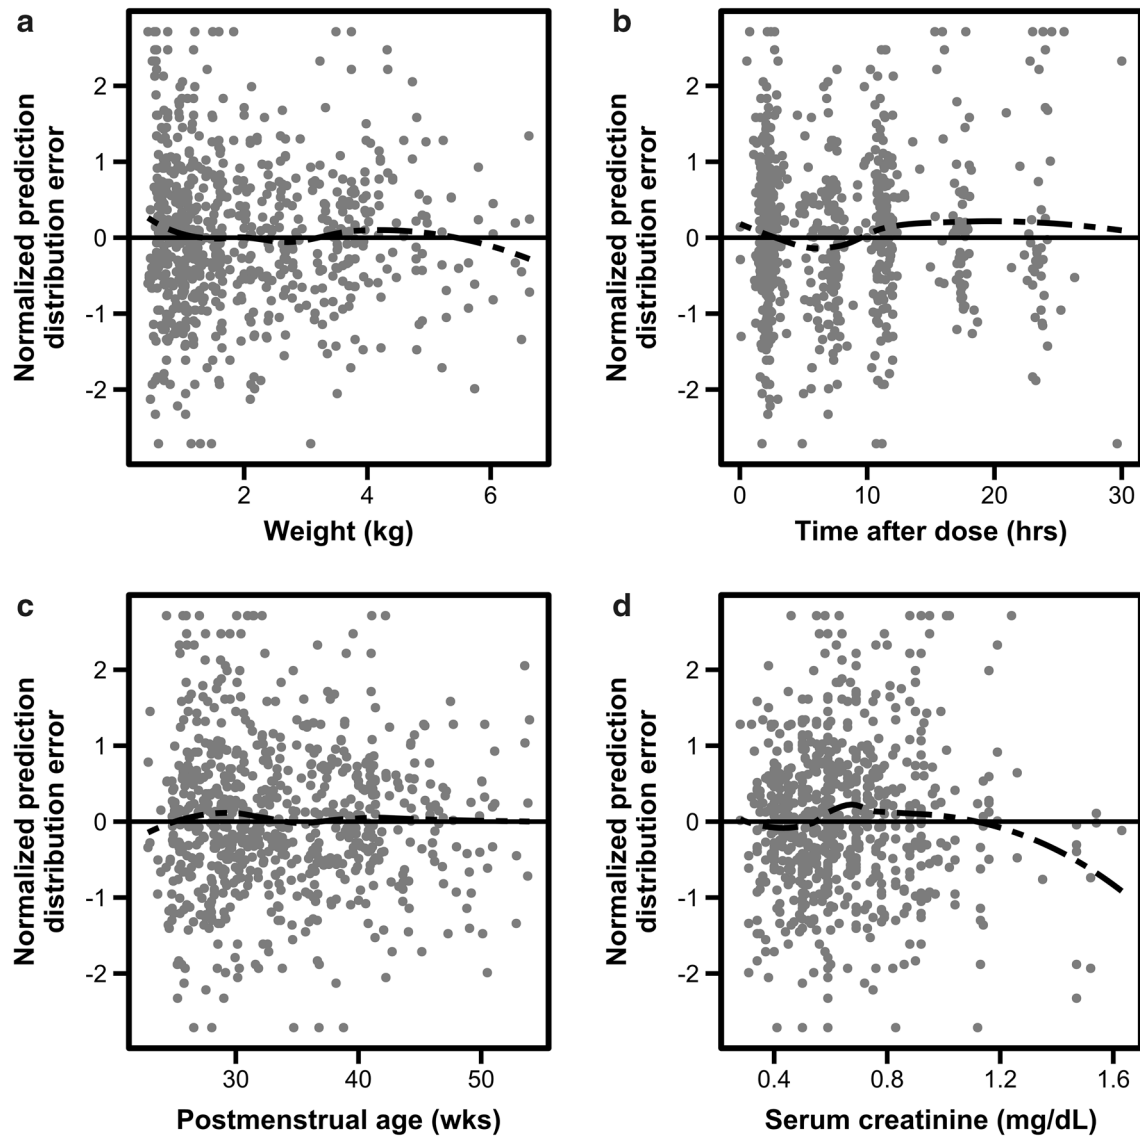 a
Normalized prediction
distribution error
2
1
0
-1
-2
2
4
6
Weight (kg)
b
Normalized prediction
distribution error
2
1
0
-1
-2
0
10
20
30
Time after dose (hrs)
c
Normalized prediction
distribution error
2
1
0
-1
-2
30
40
50
Postmenstrual age (wks)
d
Normalized prediction
distribution error
2
1
0
-1
-2
0.4
0.8
1.2
1.6
Serum creatinine (mg/dL)